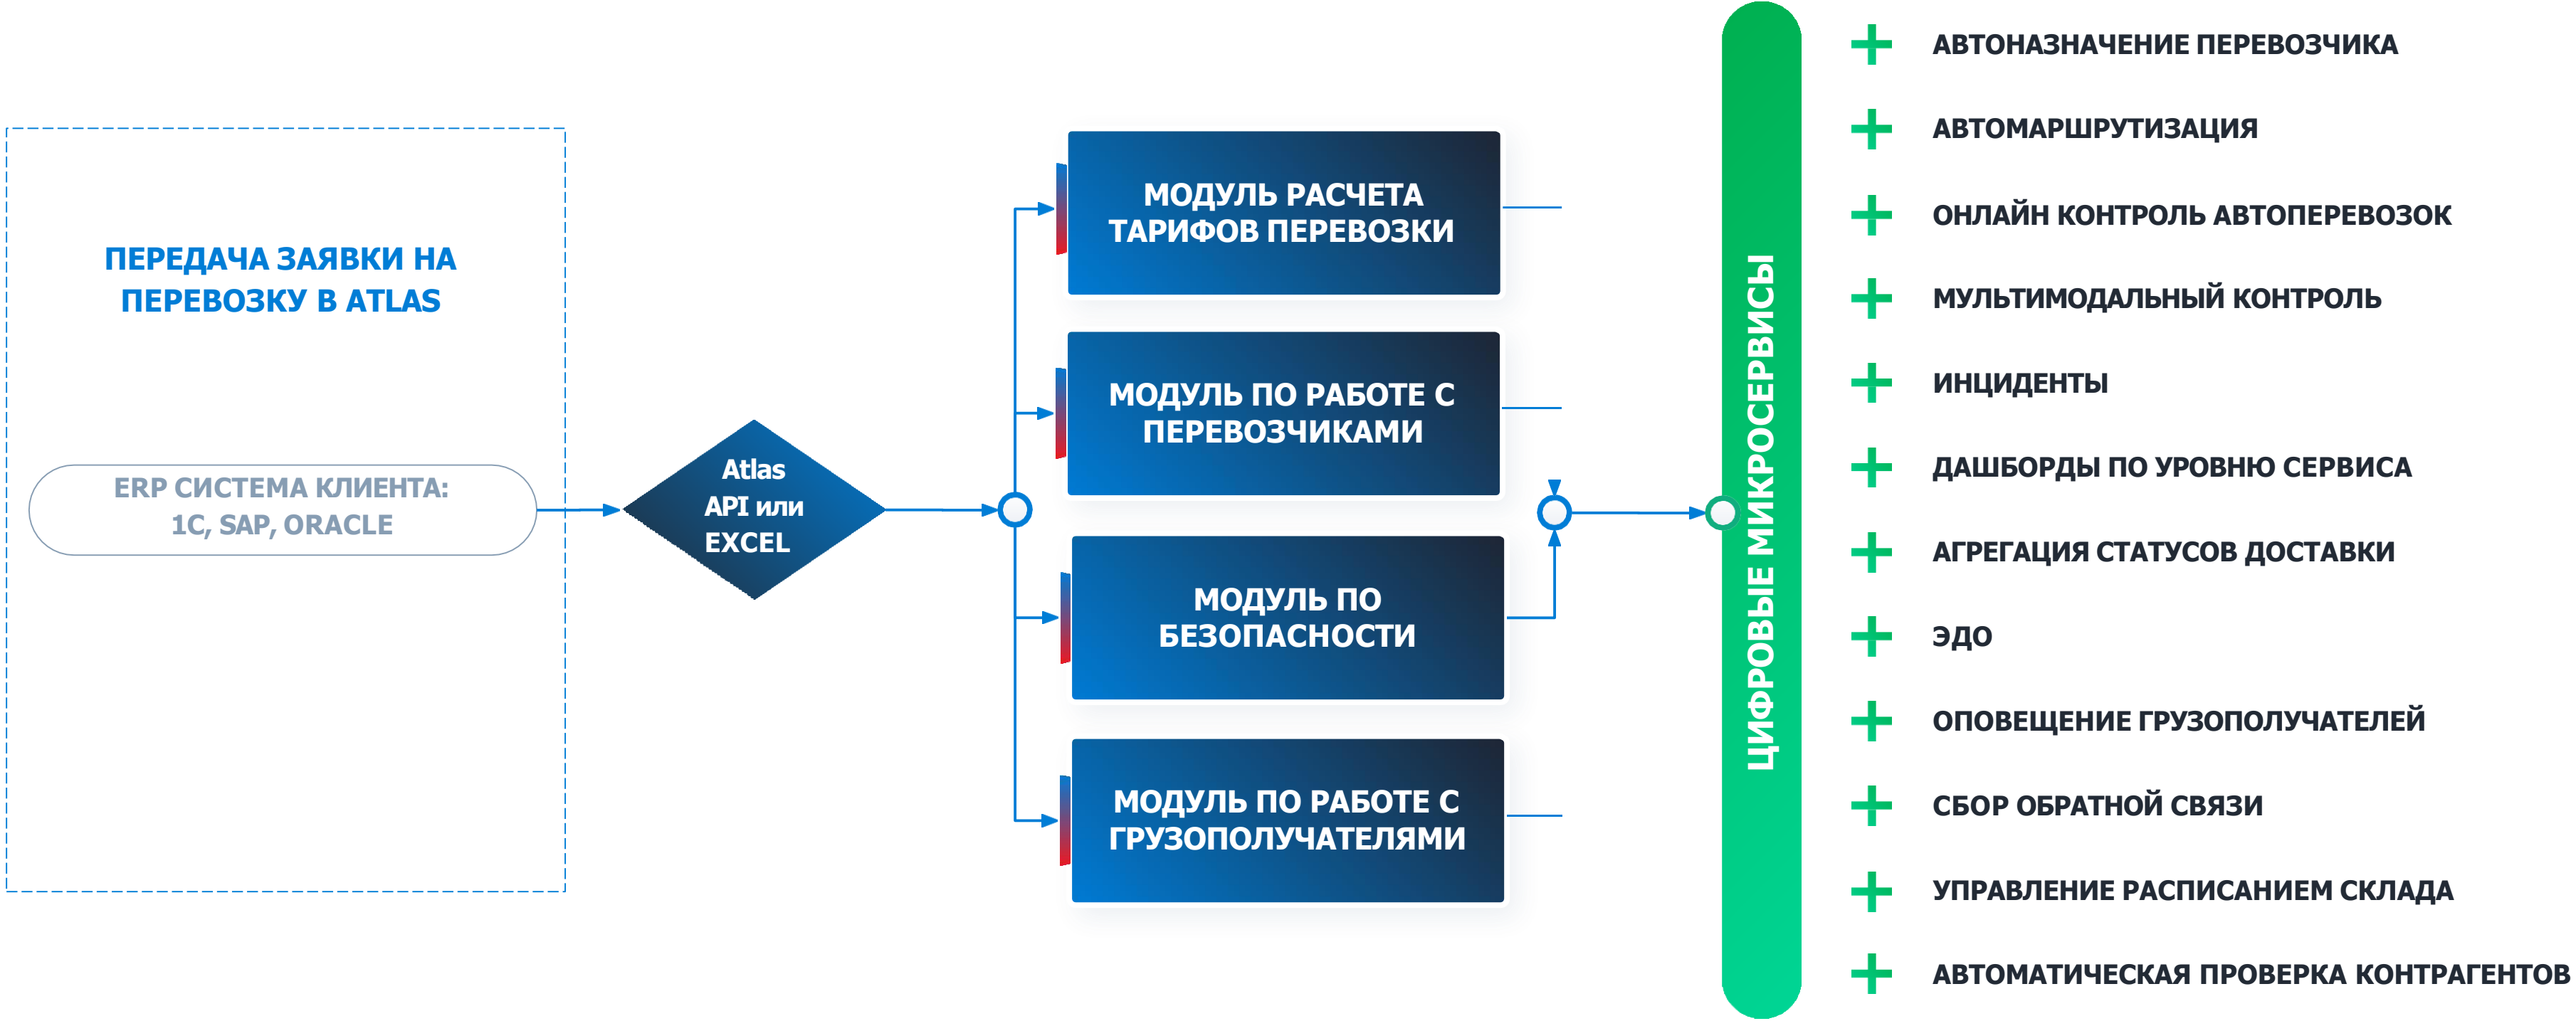 ПЕРЕДАЧА ЗАЯВКИ НА
ПЕРЕВОЗКУ В ATLAS
ERP СИСТЕМА КЛИЕНТА:
1С, SAP, ORACLE
Atlas
API или
EXCEL
МОДУЛЬ РАСЧЕТА
ТАРИФОВ ПЕРЕВОЗКИ
МОДУЛЬ ПО РАБОТЕ С
ПЕРЕВОЗЧИКАМИ
МОДУЛЬ ПО
БЕЗОПАСНОСТИ
МОДУЛЬ ПО РАБОТЕ С
ГРУЗОПОЛУЧАТЕЛЯМИ
ЦИФРОВЫЕ МИКРОСЕРВИСЫ
АВТОНАЗНАЧЕНИЕ ПЕРЕВОЗЧИКА
АВТОМАРШРУТИЗАЦИЯ
ОНЛАЙН КОНТРОЛЬ АВТОПЕРЕВОЗОК
МУЛЬТИМОДАЛЬНЫЙ КОНТРОЛЬ
ИНЦИДЕНТЫ
ДАШБОРДЫ ПО УРОВНЮ СЕРВИСА
АГРЕГАЦИЯ СТАТУСОВ ДОСТАВКИ
ЭДО
ОПОВЕЩЕНИЕ ГРУЗОПОЛУЧАТЕЛЕЙ
СБОР ОБРАТНОЙ СВЯЗИ
УПРАВЛЕНИЕ РАСПИСАНИЕМ СКЛАДА
АВТОМАТИЧЕСКАЯ ПРОВЕРКА КОНТРАГЕНТОВ